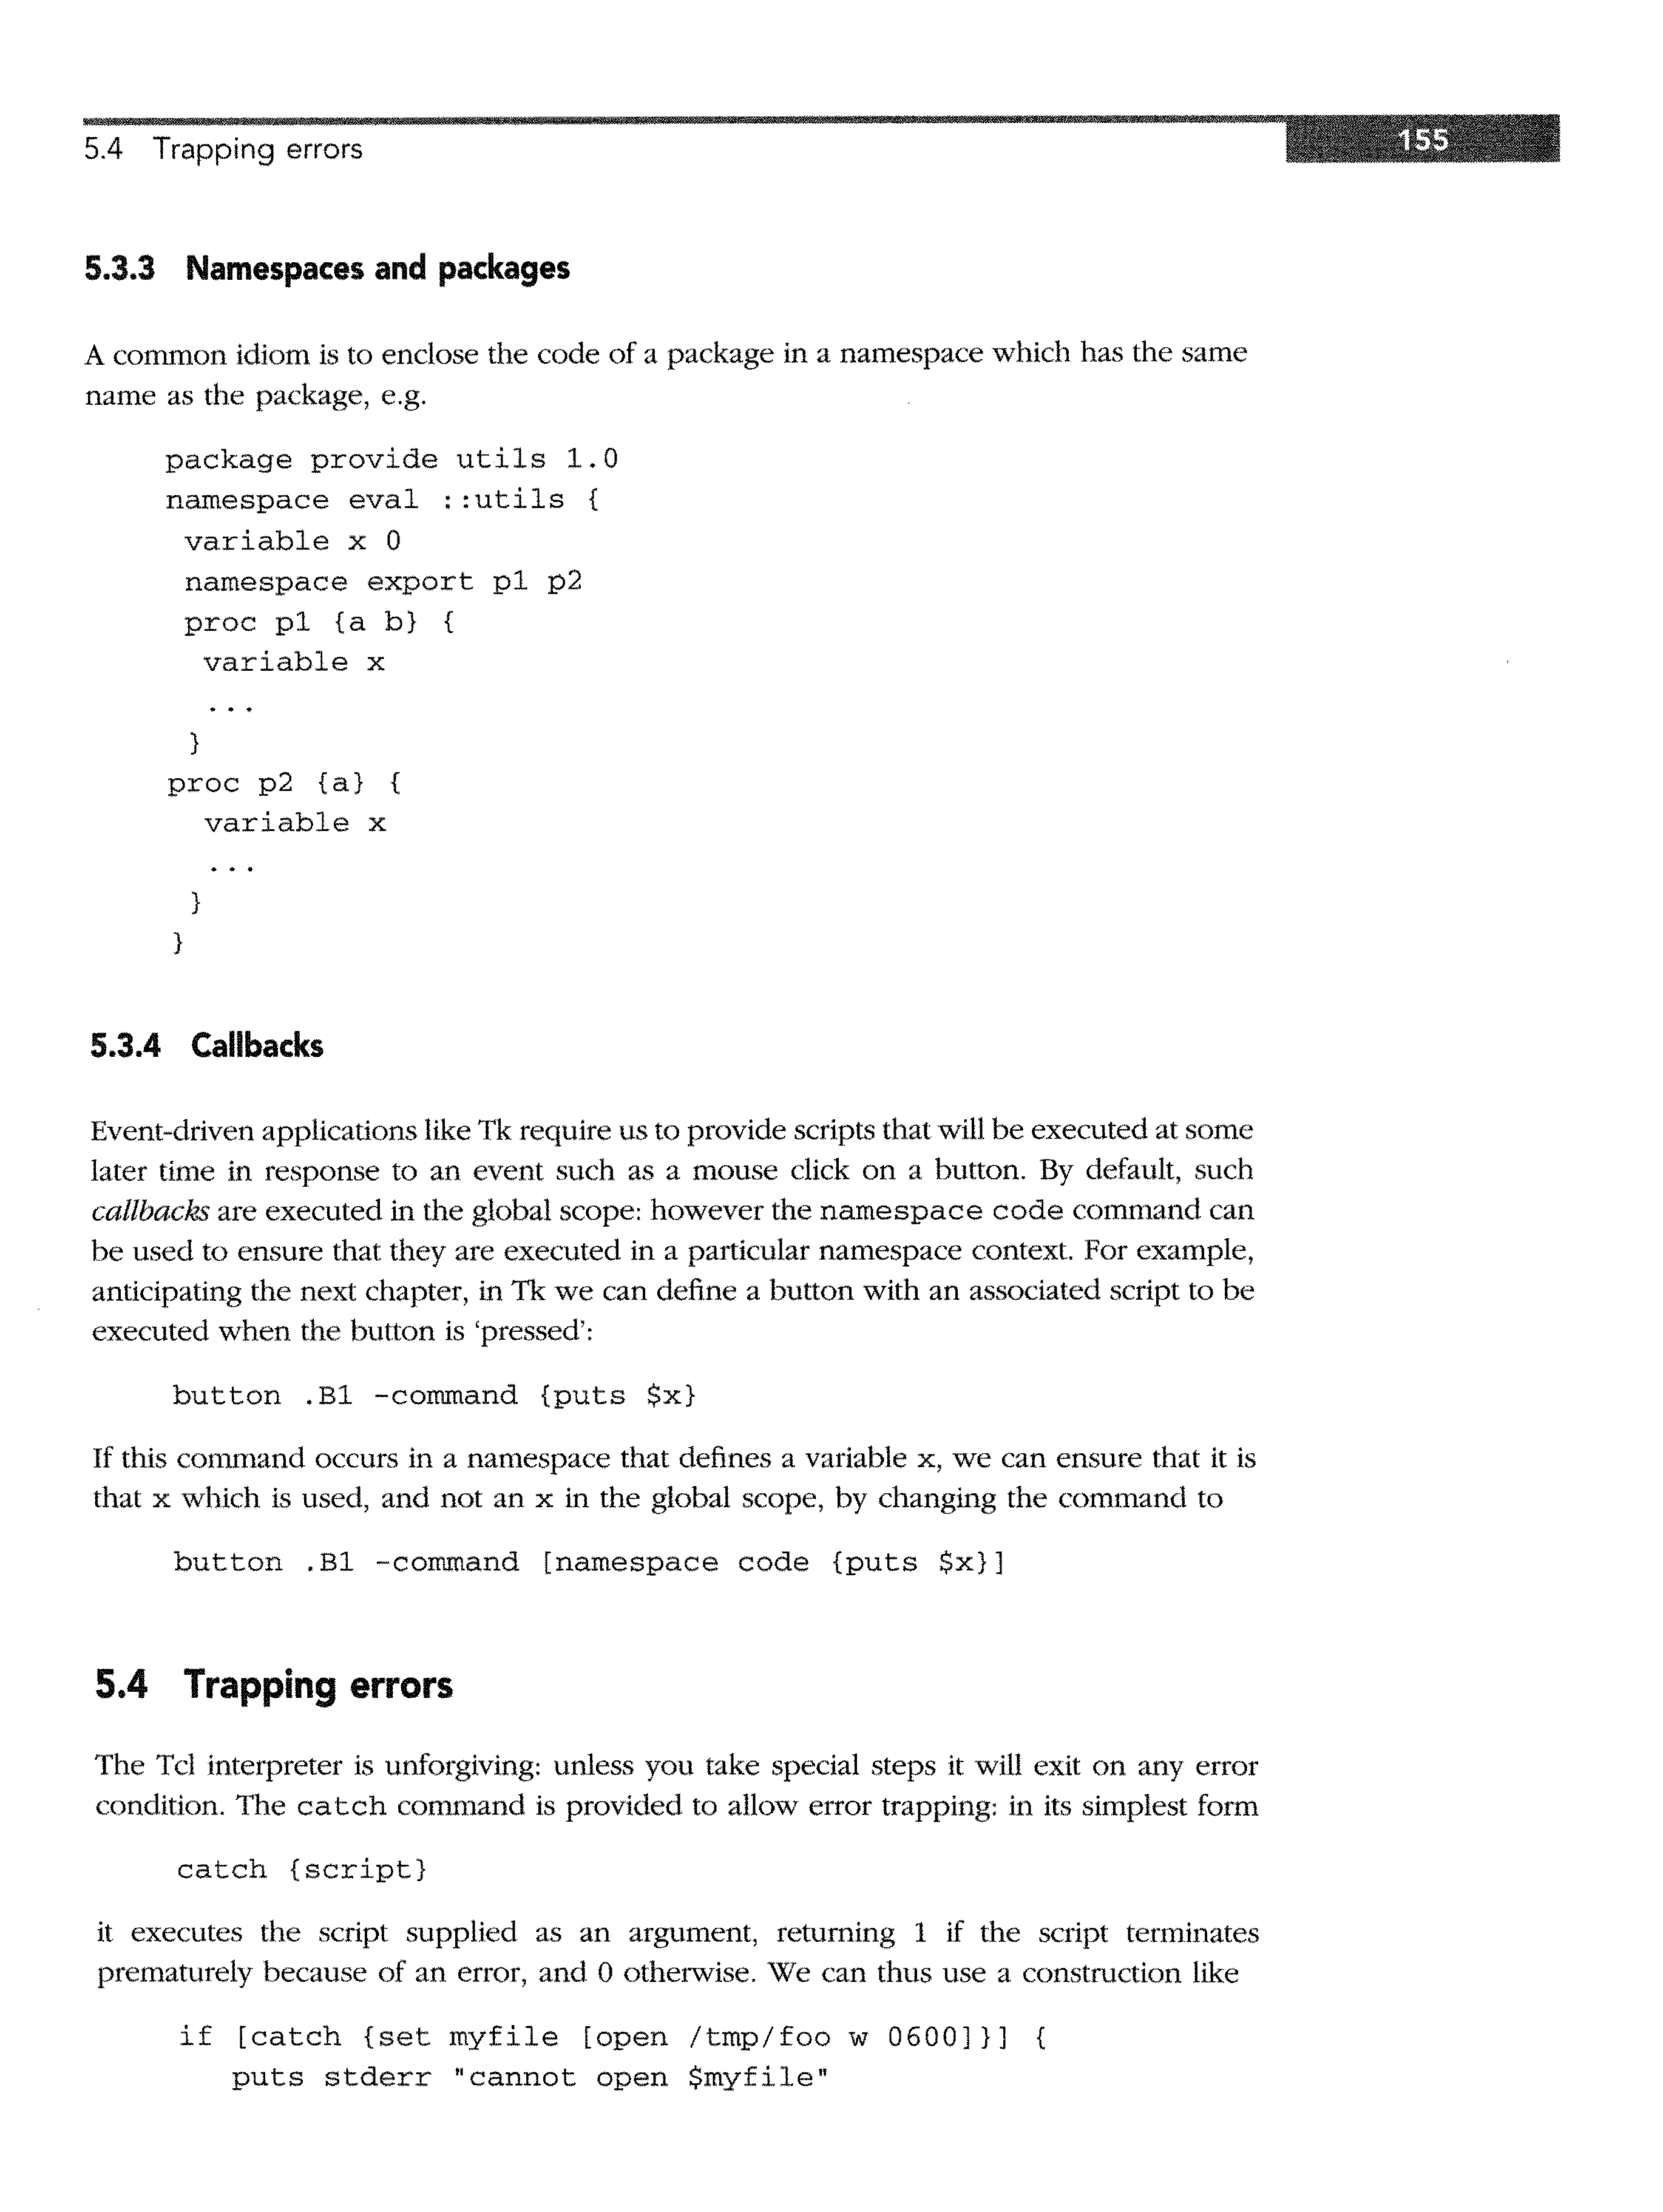 5.4 Trapping errors
155
5.3.3 Namespaces and packages
A common idiom is to enclose the code of a package in a namespace which has the same
name as the package, e.g.
package provide utils 1.0
namespace eval ::utils {
variable x 0
namespace export p1 p2
proc p1 {a b} {
variable x
...
}
proc p2 {a} {
variable x
...
}
}
5.3.4 Callbacks
Event-driven applications like Tk require us to provide scripts that will be executed at some
later time in response to an event such as a mouse click on a button. By default, such
callbacks are executed in the global scope: however the namespace code command can
be used to ensure that they are executed in a particular namespace context. For example,
anticipating the next chapter, in Tk we can define a button with an associated script to be
executed when the button is ‘pressed’:
button .B1 -command {puts $x}
If this command occurs in a namespace that defines a variable x, we can ensure that it is
that x which is used, and not an x in the global scope, by changing the command to
button .B1 -command [namespace code {puts $x}]
5.4 Trapping errors
The Tcl interpreter is unforgiving: unless you take special steps it will exit on any error
condition. The catch command is provided to allow error trapping: in its simplest form
catch {script}
it executes the script supplied as an argument, returning 1 if the script terminates
prematurely because of an error, and 0 otherwise. We can thus use a construction like
if [catch {set myfile [open /tmp/foo w 0600]}] {
puts stderr "cannot open $myfile"